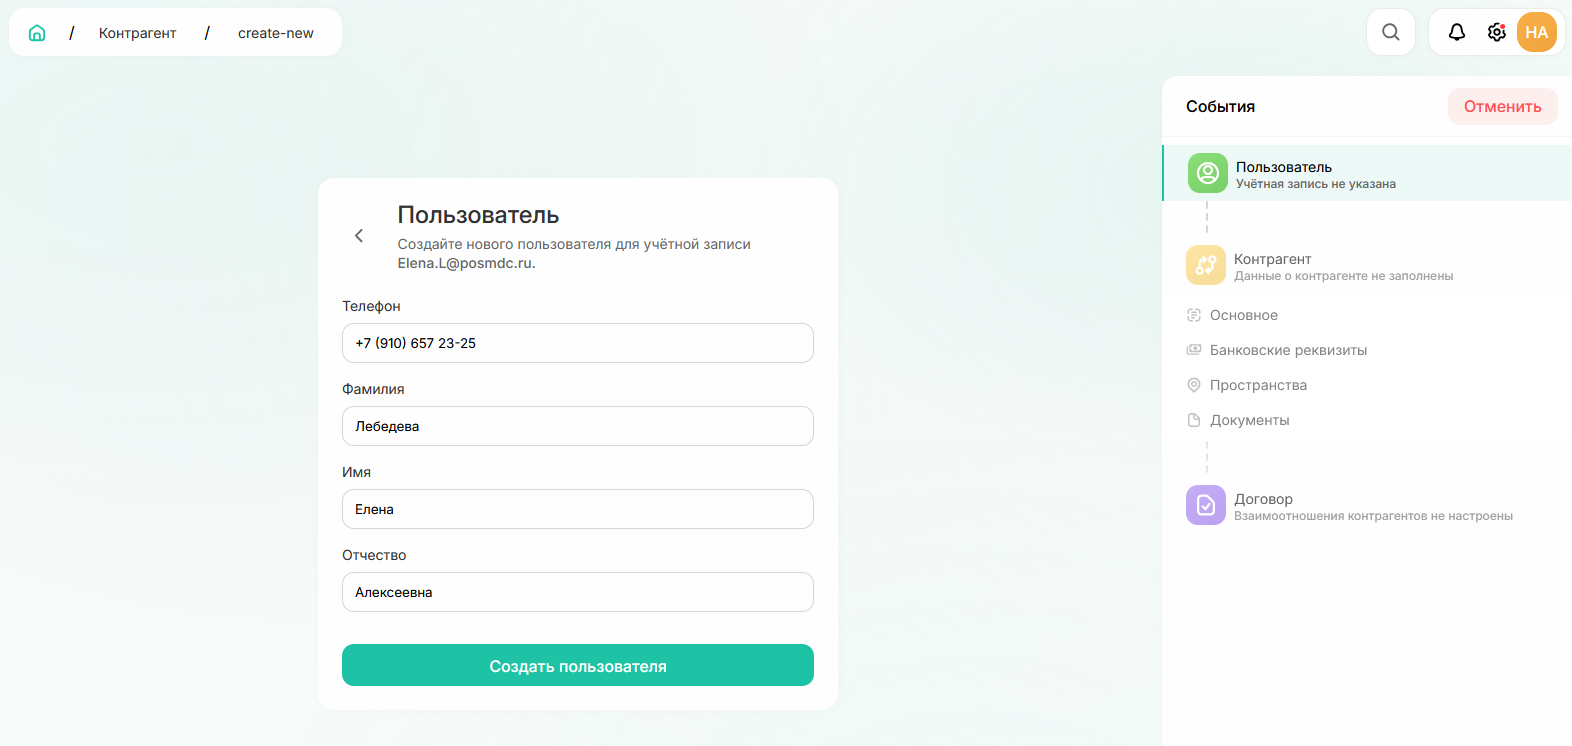 / Контрагент / create-new
НА
События
Отменить
Пользователь
Учётная запись не указана
Контрагент
Данные о контрагенте не заполнены
Основное
Банковские реквизиты
Пространства
Документы
Договор
Взаимоотношения контрагентов не настроены
Пользователь
Создайте нового пользователя для учётной записи
Elena.L@posmdc.ru.
Телефон
+7 (910) 657 23-25
Фамилия
Лебедева
Имя
Елена
Отчество
Алексеевна
Создать пользователя